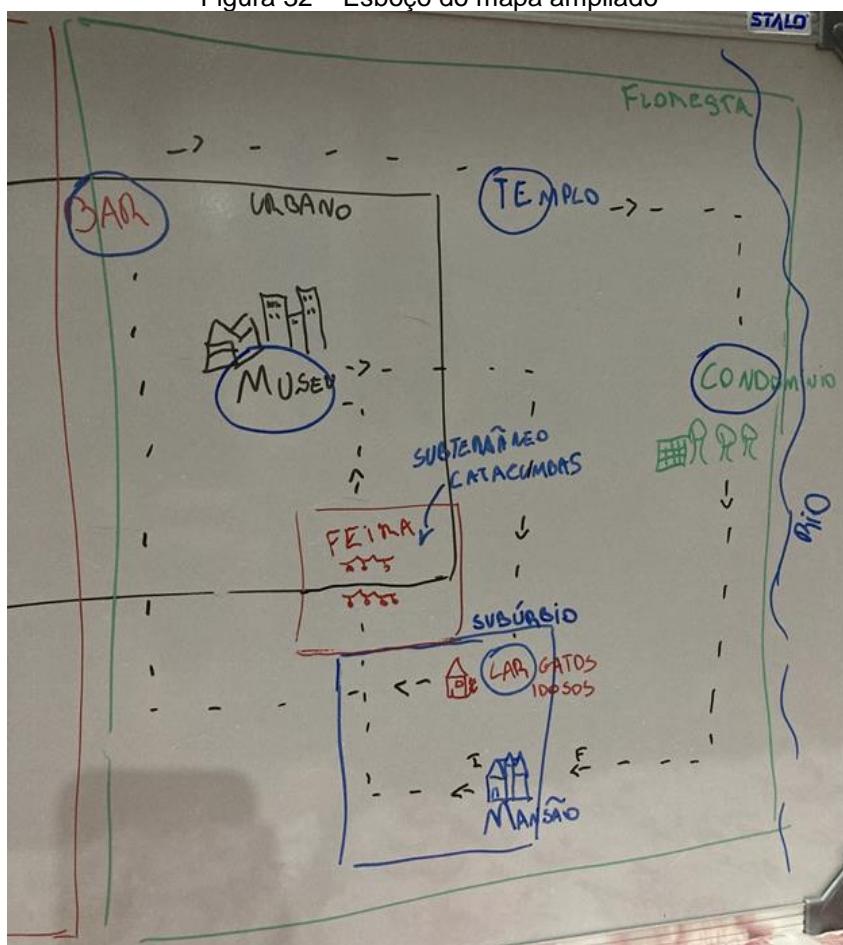 Figura 32 – Esboço do mapa ampliado
STALO
FLORESTA
BAR
URBANO
TEMPLO
MUSEU
CONDOMÍNIO
SUBTERRÂNEO
CATACUMBAS
FEIRA
RIO
SUBÚRBIO
LAR GATOS
IDOSOS
I
F
MANSÃO